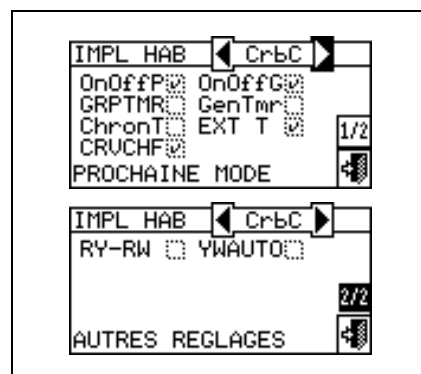 IMPL HAB CrbC
OnOffP OnOffG
GRPTMR GenTmr
ChronT EXT T
1/2
CRVCHF
PROCHAINE MODE
IMPL HAB CrbC
RY-RW YWAUTO
2/2
AUTRES REGLAGES